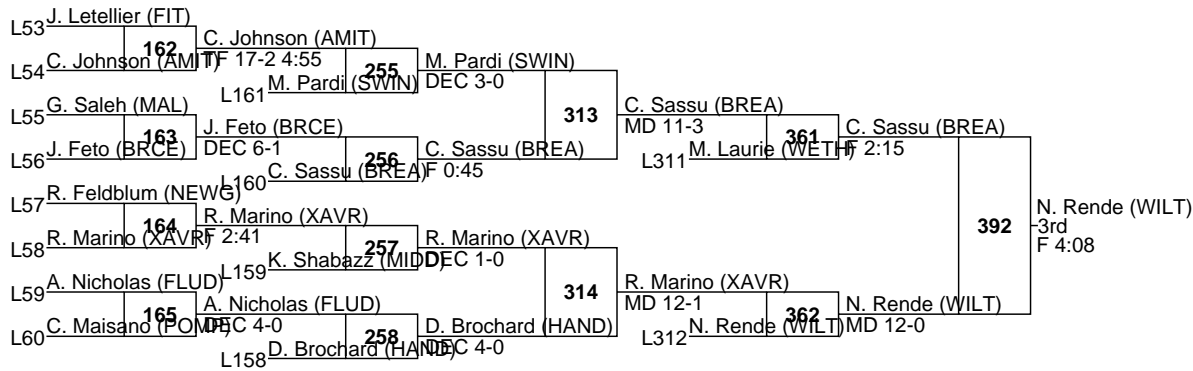 J. Letellier (FIT)
L53
162
C. Johnson (AMIT)
TF 17-2 4:55
L54
C. Johnson (AMIT)
255
M. Pardi (SWIN)
DEC 3-0
L161
M. Pardi (SWIN)
G. Saleh (MAL)
L55
313
C. Sassu (BREA)
MD 11-3
163
J. Feto (BRCE)
DEC 6-1
361
C. Sassu (BREA)
F 2:15
L56
J. Feto (BRCE)
256
C. Sassu (BREA)
F 0:45
L311
M. Laurie (WETH)
L160
C. Sassu (BREA)
R. Feldblum (NEWG)
L57
164
R. Marino (XAVR)
F 2:41
392
N. Rende (WILT)
3rd
F 4:08
L58
R. Marino (XAVR)
257
R. Marino (XAVR)
DEC 1-0
L159
K. Shabazz (MIDD)
A. Nicholas (FLUD)
L59
314
R. Marino (XAVR)
MD 12-1
165
A. Nicholas (FLUD)
DEC 4-0
362
N. Rende (WILT)
MD 12-0
L60
C. Maisano (POMP)
258
D. Brochard (HAND)
DEC 4-0
L312
N. Rende (WILT)
L158
D. Brochard (HAND)